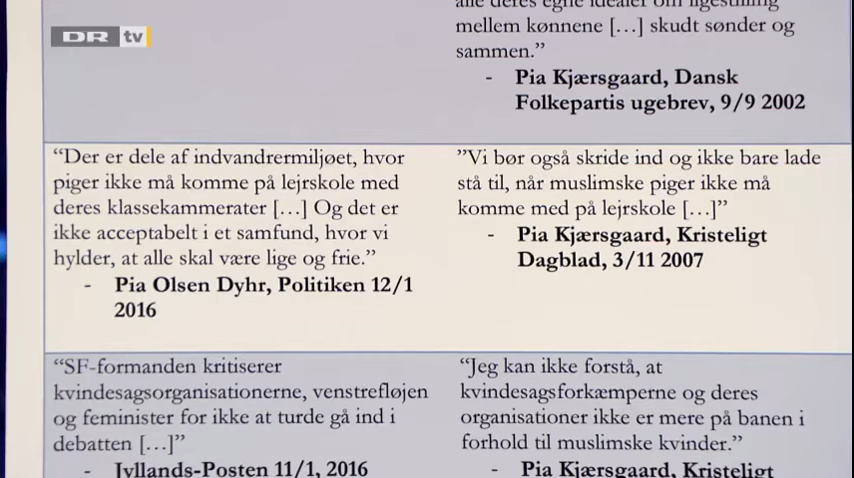 DR tv
alle deres egne idealer om ligestilling
mellem kønnene […] skudt sønder og
sammen.”
- Pia Kjærsgaard, Dansk
Folkepartis ugebrev, 9/9 2002
“Der er dele af indvandrermiljøet, hvor
piger ikke må komme på lejrskole med
deres klassekammerater […] Og det er
ikke acceptabelt i et samfund, hvor vi
hylder, at alle skal være lige og frie.”
- Pia Olsen Dyhr, Politiken 12/1
2016
”Vi bør også skride ind og ikke bare lade
stå til, når muslimske piger ikke må
komme med på lejrskole […]”
- Pia Kjærsgaard, Kristeligt
Dagblad, 3/11 2007
“SF-formanden kritiserer
kvindesagsorganisationerne, venstrefløjen
og feminister for ikke at turde gå ind i
debatten […]”
- Jyllands-Posten 11/1, 2016
“Jeg kan ikke forstå, at
kvindesagsforkæmperne og deres
organisationer ikke er mere på banen i
forhold til muslimske kvinder.”
- Pia Kjærsgaard, Kristeligt